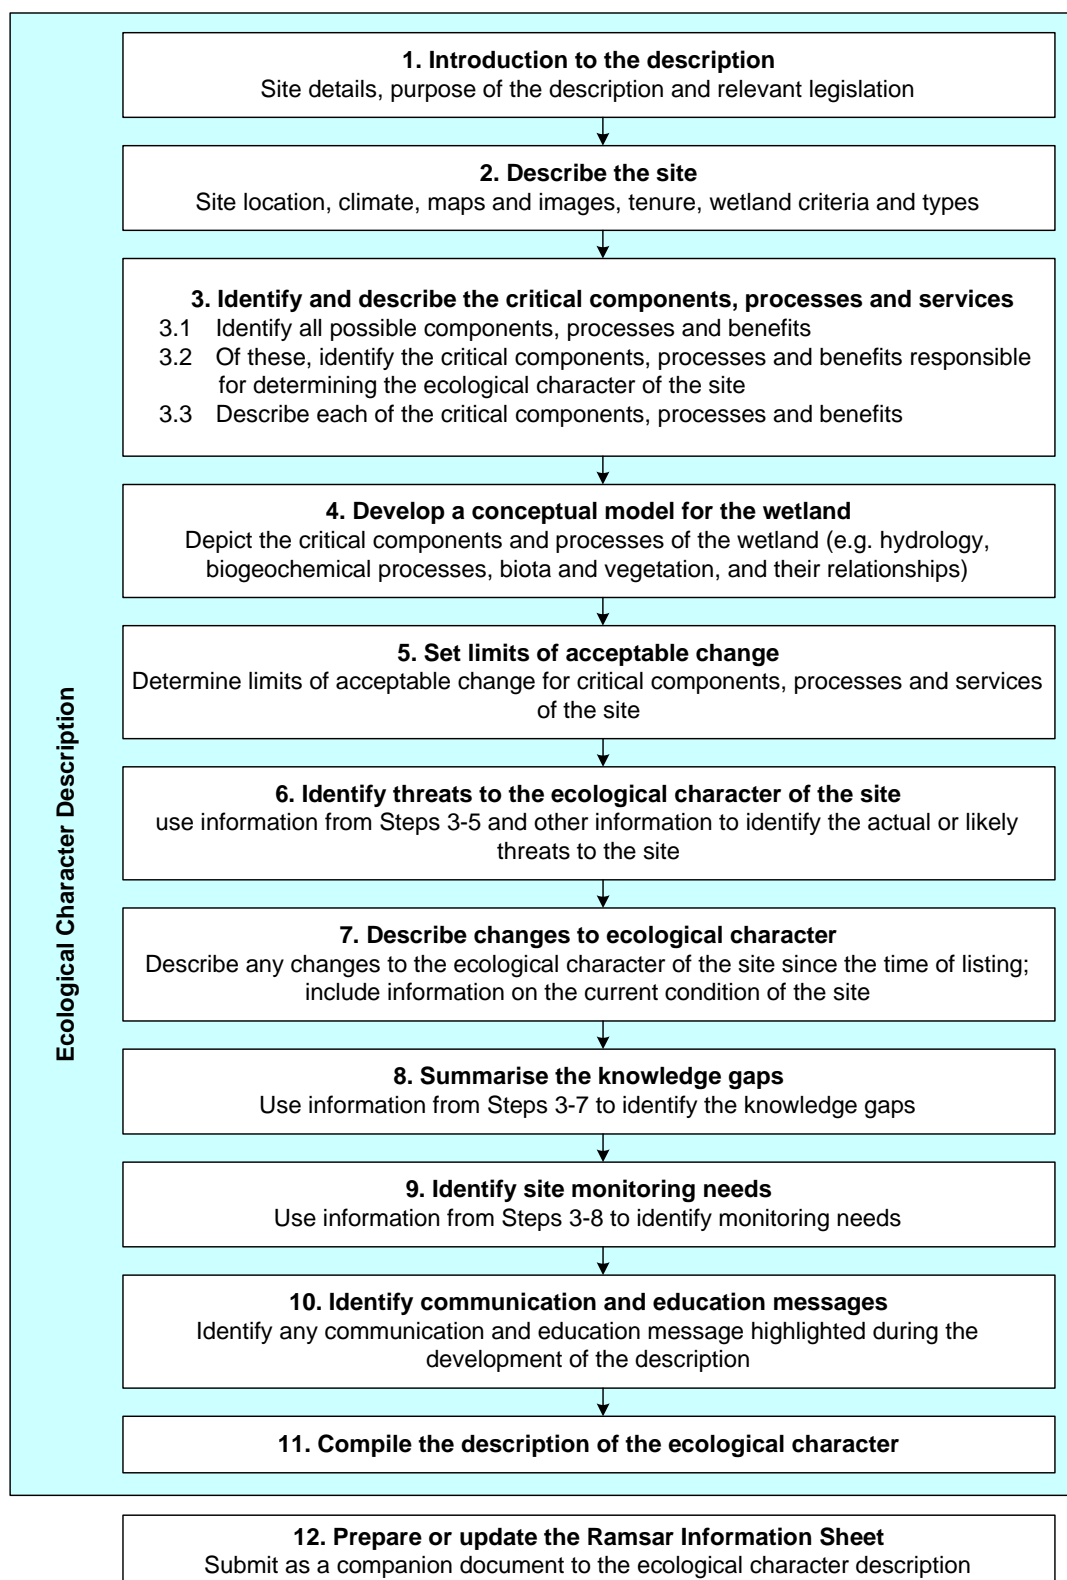 1. Introduction to the description
Site details, purpose of the description and relevant legislation
2. Describe the site
Site location, climate, maps and images, tenure, wetland criteria and types
3. Identify and describe the critical components, processes and services
3.1 Identify all possible components, processes and benefits
3.2 Of these, identify the critical components, processes and benefits responsible
for determining the ecological character of the site
3.3 Describe each of the critical components, processes and benefits
4. Develop a conceptual model for the wetland
Depict the critical components and processes of the wetland (e.g. hydrology,
biogeochemical processes, biota and vegetation, and their relationships)
5. Set limits of acceptable change
Determine limits of acceptable change for critical components, processes and services
of the site
6. Identify threats to the ecological character of the site
use information from Steps 3-5 and other information to identify the actual or likely
threats to the site
7. Describe changes to ecological character
Describe any changes to the ecological character of the site since the time of listing;
include information on the current condition of the site
8. Summarise the knowledge gaps
Use information from Steps 3-7 to identify the knowledge gaps
9. Identify site monitoring needs
Use information from Steps 3-8 to identify monitoring needs
10. Identify communication and education messages
Identify any communication and education message highlighted during the
development of the description
11. Compile the description of the ecological character
Ecological Character Description
12. Prepare or update the Ramsar Information Sheet
Submit as a companion document to the ecological character description